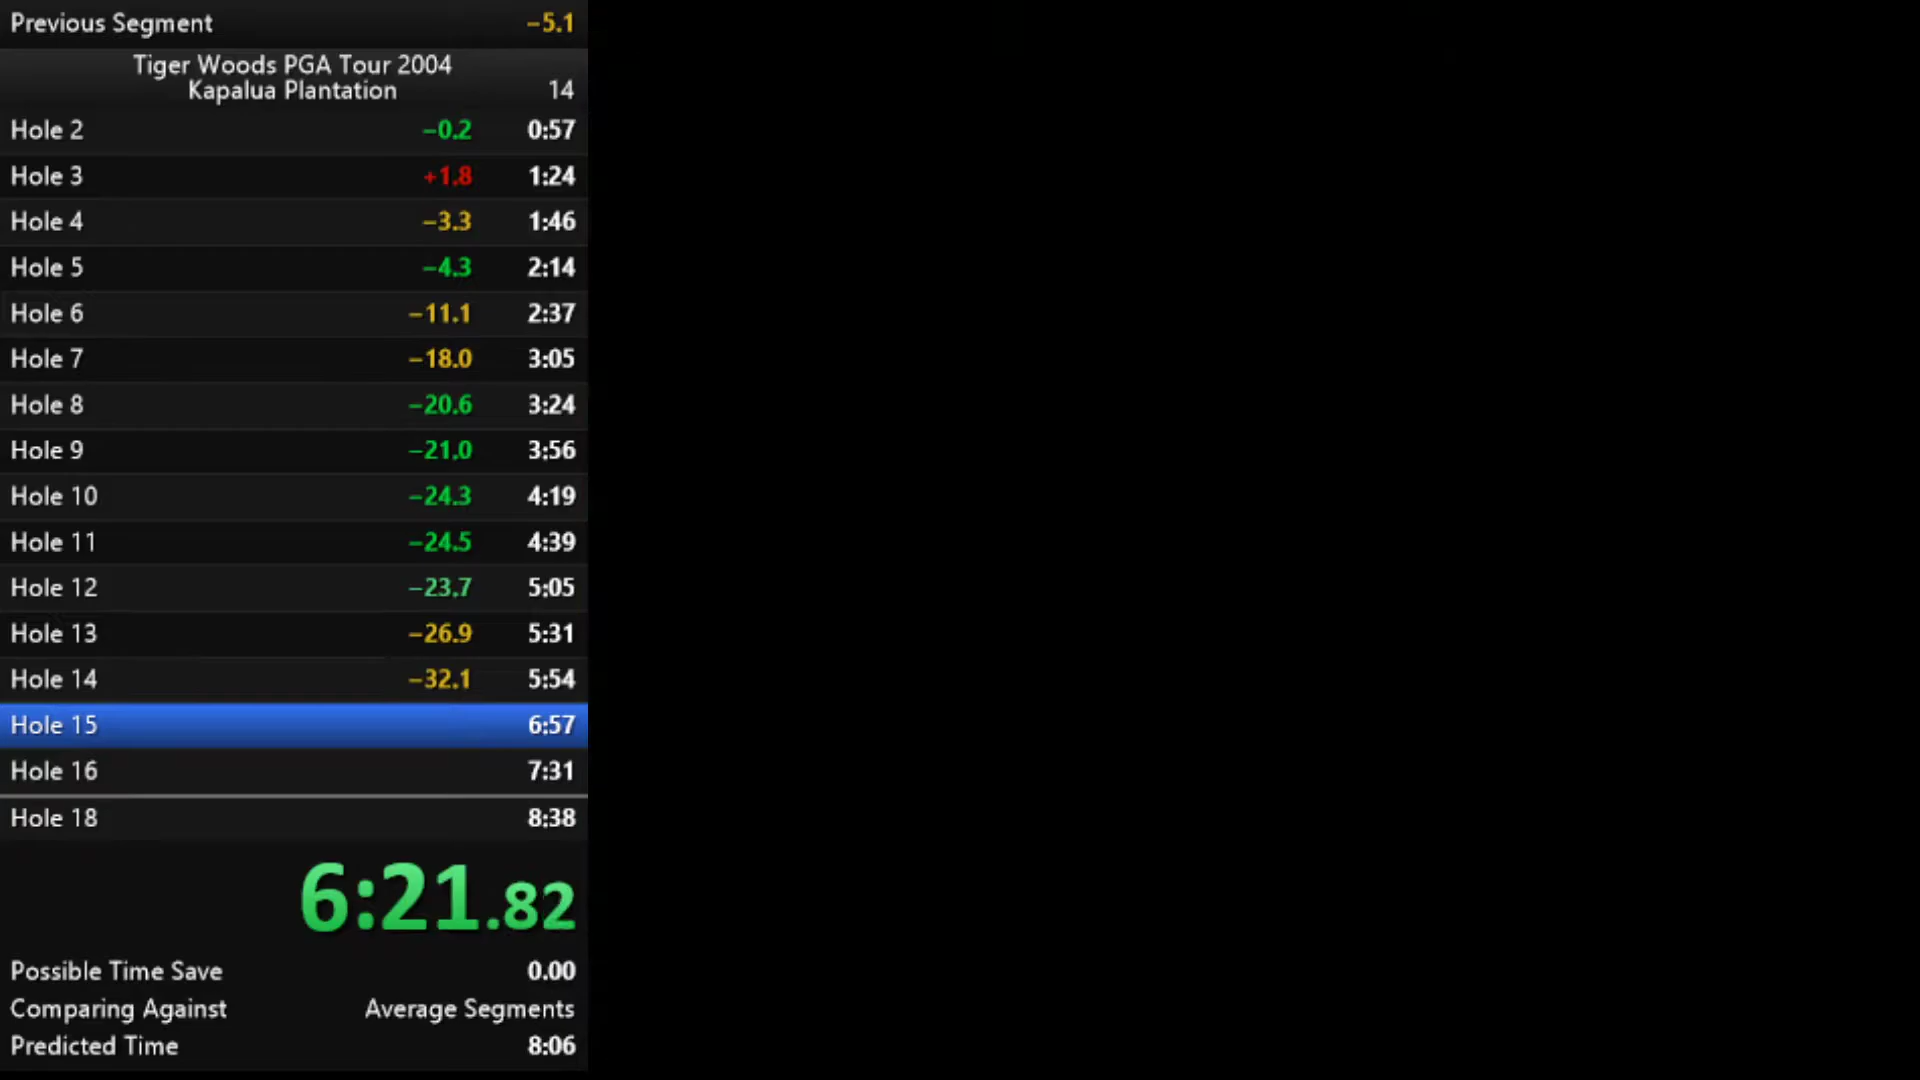 Previous Segment −5.1
Tiger Woods PGA Tour 2004
Kapalua Plantation 14
Hole 2 −0.2 0:57
Hole 3 +1.8 1:24
Hole 4 −3.3 1:46
Hole 5 −4.3 2:14
Hole 6 −11.1 2:37
Hole 7 −18.0 3:05
Hole 8 −20.6 3:24
Hole 9 −21.0 3:56
Hole 10 −24.3 4:19
Hole 11 −24.5 4:39
Hole 12 −23.7 5:05
Hole 13 −26.9 5:31
Hole 14 −32.1 5:54
Hole 15 6:57
Hole 16 7:31
Hole 18 8:38
6:21.82
Possible Time Save 0.00
Comparing Against Average Segments
Predicted Time 8:06